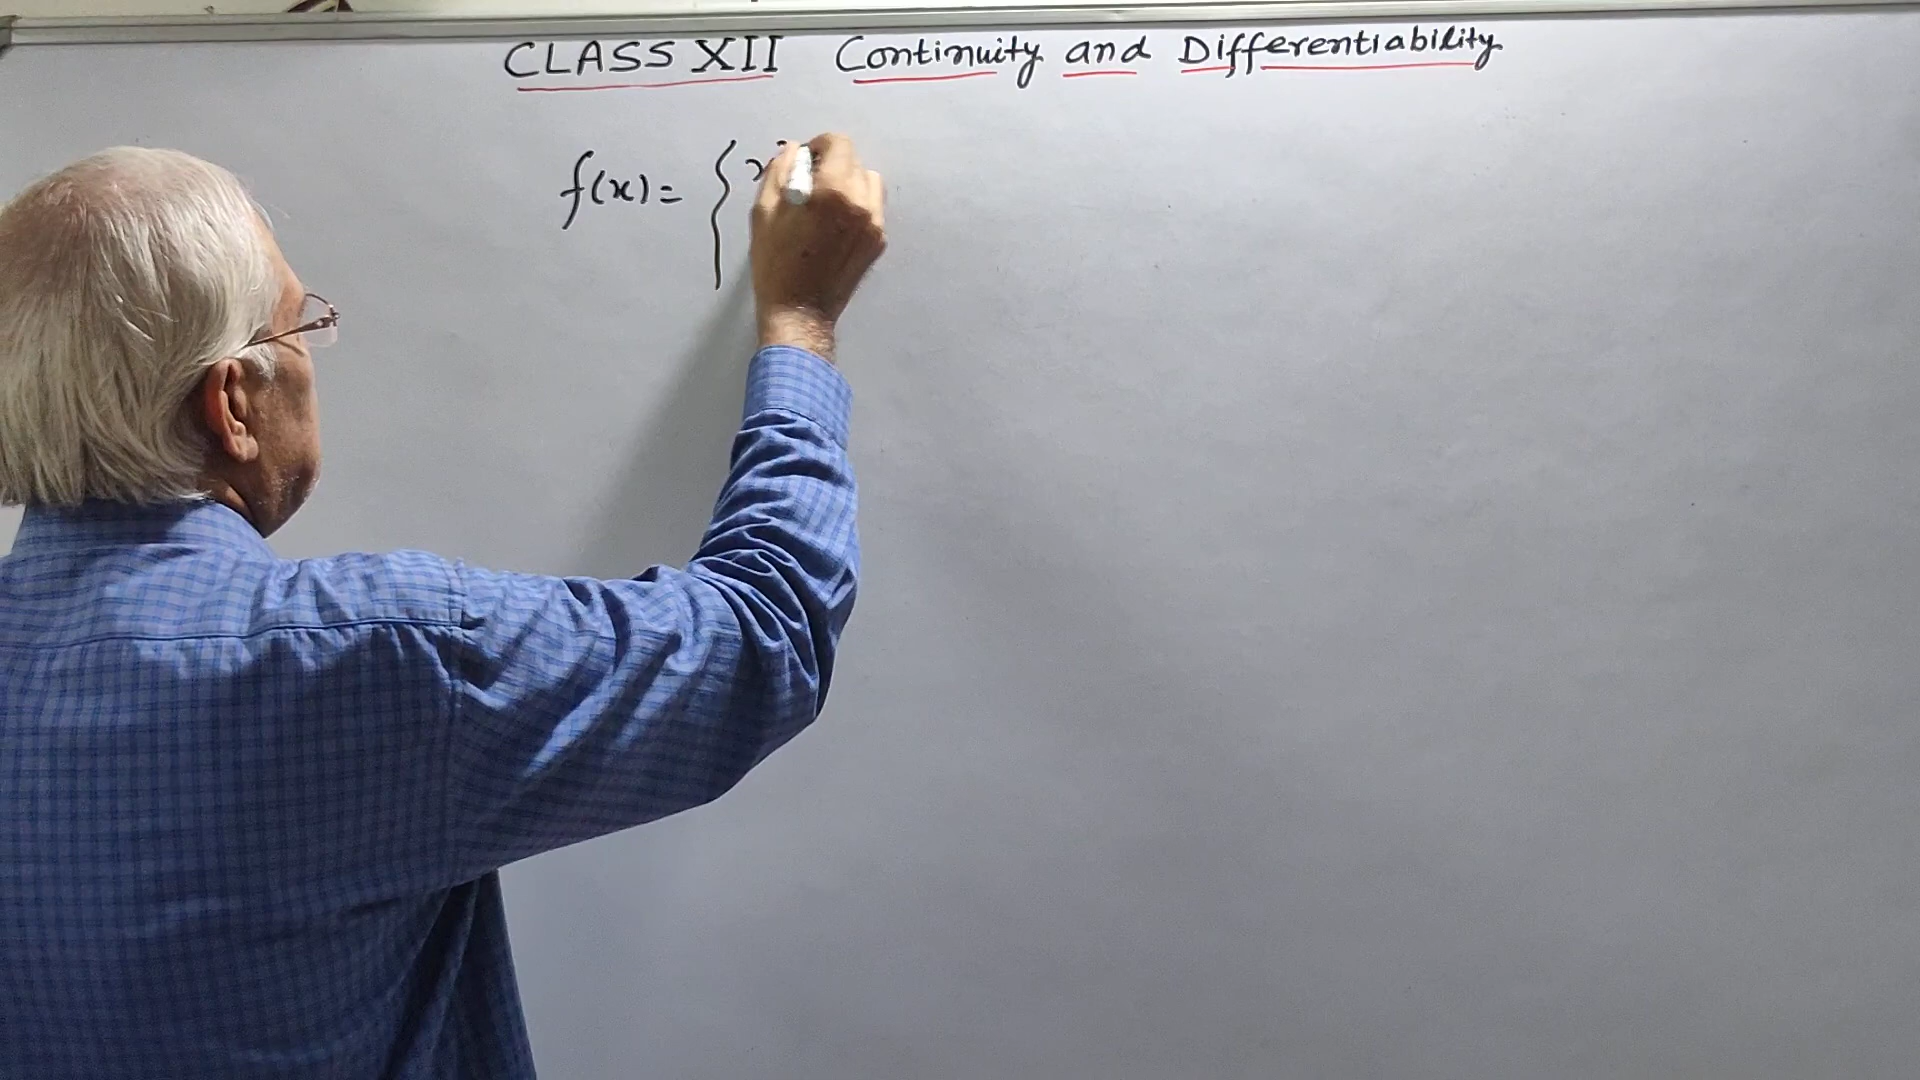 CLASS XII Continuity and Differentiability
f(x) = { x